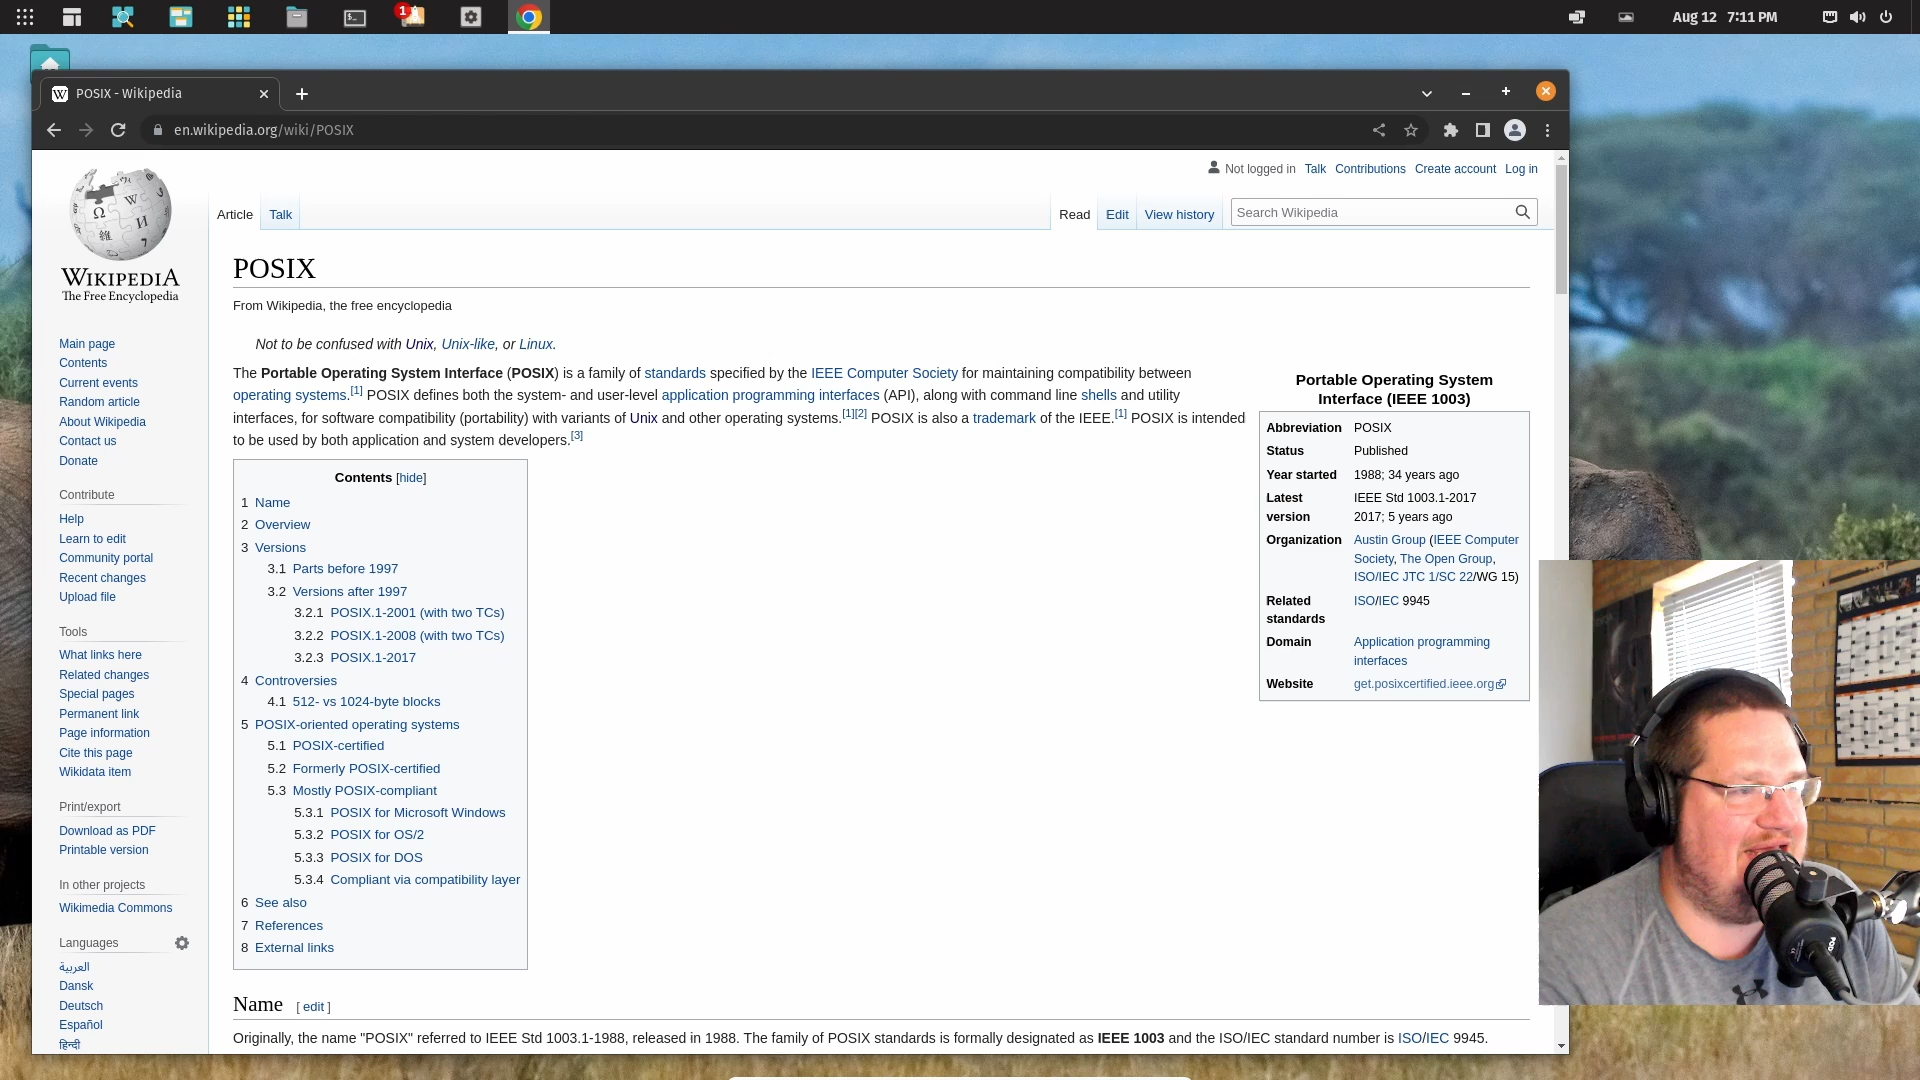 1
Aug 12 7:11 PM
POSIX - Wikipedia
en.wikipedia.org/wiki/POSIX
Not logged in Talk Contributions Create account Log in
Article Talk Read Edit View history Search Wikipedia
WIKIPEDIA
The Free Encyclopedia
Main page
Contents
Current events
Random article
About Wikipedia
Contact us
Donate
Contribute
Help
Learn to edit
Community portal
Recent changes
Upload file
Tools
What links here
Related changes
Special pages
Permanent link
Page information
Cite this page
Wikidata item
Print/export
Download as PDF
Printable version
In other projects
Wikimedia Commons
Languages
العربية
Dansk
Deutsch
Español
हिन्दी
POSIX
From Wikipedia, the free encyclopedia
Not to be confused with Unix, Unix-like, or Linux.
The Portable Operating System Interface (POSIX) is a family of standards specified by the IEEE Computer Society for maintaining compatibility between
operating systems.[1] POSIX defines both the system- and user-level application programming interfaces (API), along with command line shells and utility
interfaces, for software compatibility (portability) with variants of Unix and other operating systems.[1][2] POSIX is also a trademark of the IEEE.[1] POSIX is intended
to be used by both application and system developers.[3]
Contents [hide]
1 Name
2 Overview
3 Versions
3.1 Parts before 1997
3.2 Versions after 1997
3.2.1 POSIX.1-2001 (with two TCs)
3.2.2 POSIX.1-2008 (with two TCs)
3.2.3 POSIX.1-2017
4 Controversies
4.1 512- vs 1024-byte blocks
5 POSIX-oriented operating systems
5.1 POSIX-certified
5.2 Formerly POSIX-certified
5.3 Mostly POSIX-compliant
5.3.1 POSIX for Microsoft Windows
5.3.2 POSIX for OS/2
5.3.3 POSIX for DOS
5.3.4 Compliant via compatibility layer
6 See also
7 References
8 External links
Portable Operating System
Interface (IEEE 1003)
Abbreviation POSIX
Status Published
Year started 1988; 34 years ago
Latest IEEE Std 1003.1-2017
version 2017; 5 years ago
Organization Austin Group (IEEE Computer
Society, The Open Group,
ISO/IEC JTC 1/SC 22/WG 15)
Related ISO/IEC 9945
standards
Domain Application programming
interfaces
Website get.posixcertified.ieee.org
Name [ edit ]
Originally, the name "POSIX" referred to IEEE Std 1003.1-1988, released in 1988. The family of POSIX standards is formally designated as IEEE 1003 and the ISO/IEC standard number is ISO/IEC 9945.